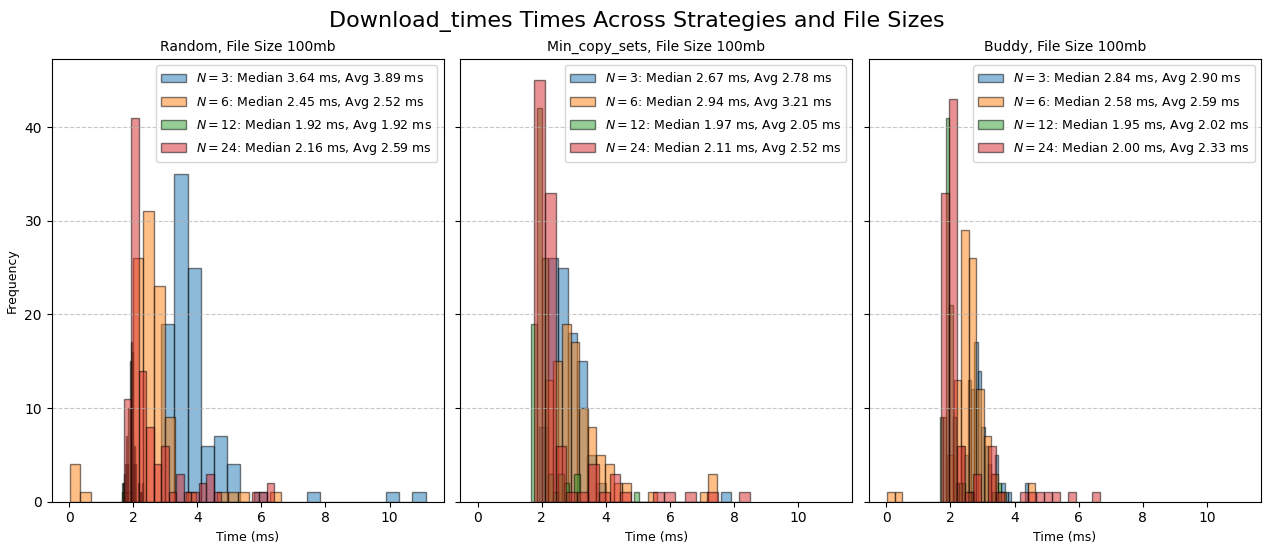 Download_times Times Across Strategies and File Sizes
Random, File Size 100mb
N = 3: Median 3.64 ms, Avg 3.89 ms
N = 6: Median 2.45 ms, Avg 2.52 ms
N = 12: Median 1.92 ms, Avg 1.92 ms
N = 24: Median 2.16 ms, Avg 2.59 ms
Frequency
40
30
20
10
0
0 2 4 6 8 10
Time (ms)
Min_copy_sets, File Size 100mb
N = 3: Median 2.67 ms, Avg 2.78 ms
N = 6: Median 2.94 ms, Avg 3.21 ms
N = 12: Median 1.97 ms, Avg 2.05 ms
N = 24: Median 2.11 ms, Avg 2.52 ms
0 2 4 6 8 10
Time (ms)
Buddy, File Size 100mb
N = 3: Median 2.84 ms, Avg 2.90 ms
N = 6: Median 2.58 ms, Avg 2.59 ms
N = 12: Median 1.95 ms, Avg 2.02 ms
N = 24: Median 2.00 ms, Avg 2.33 ms
0 2 4 6 8 10
Time (ms)